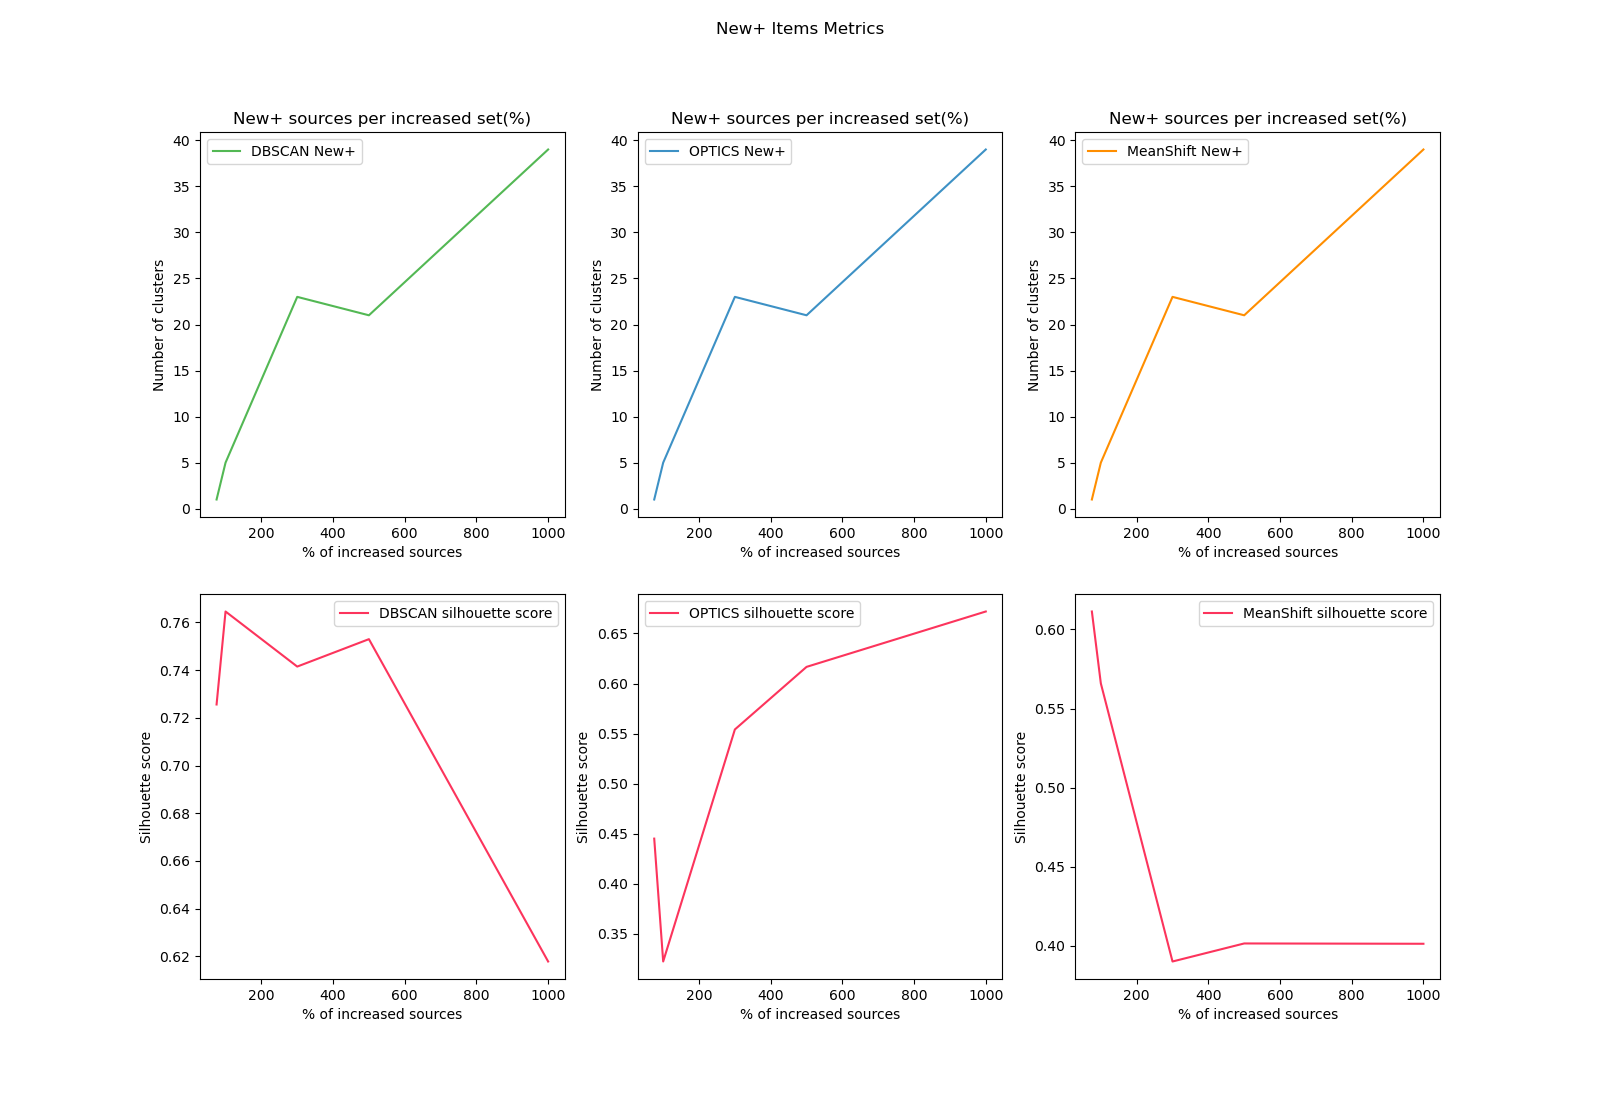 New+ Items Metrics
New+ sources per increased set(%)
DBSCAN New+
Number of clusters
40
35
30
25
20
15
10
5
0
200 400 600 800 1000
% of increased sources
New+ sources per increased set(%)
OPTICS New+
Number of clusters
40
35
30
25
20
15
10
5
0
200 400 600 800 1000
% of increased sources
New+ sources per increased set(%)
MeanShift New+
Number of clusters
40
35
30
25
20
15
10
5
0
200 400 600 800 1000
% of increased sources
DBSCAN silhouette score
Silhouette score
0.76
0.74
0.72
0.70
0.68
0.66
0.64
0.62
200 400 600 800 1000
% of increased sources
OPTICS silhouette score
Silhouette score
0.65
0.60
0.55
0.50
0.45
0.40
0.35
200 400 600 800 1000
% of increased sources
MeanShift silhouette score
Silhouette score
0.60
0.55
0.50
0.45
0.40
200 400 600 800 1000
% of increased sources